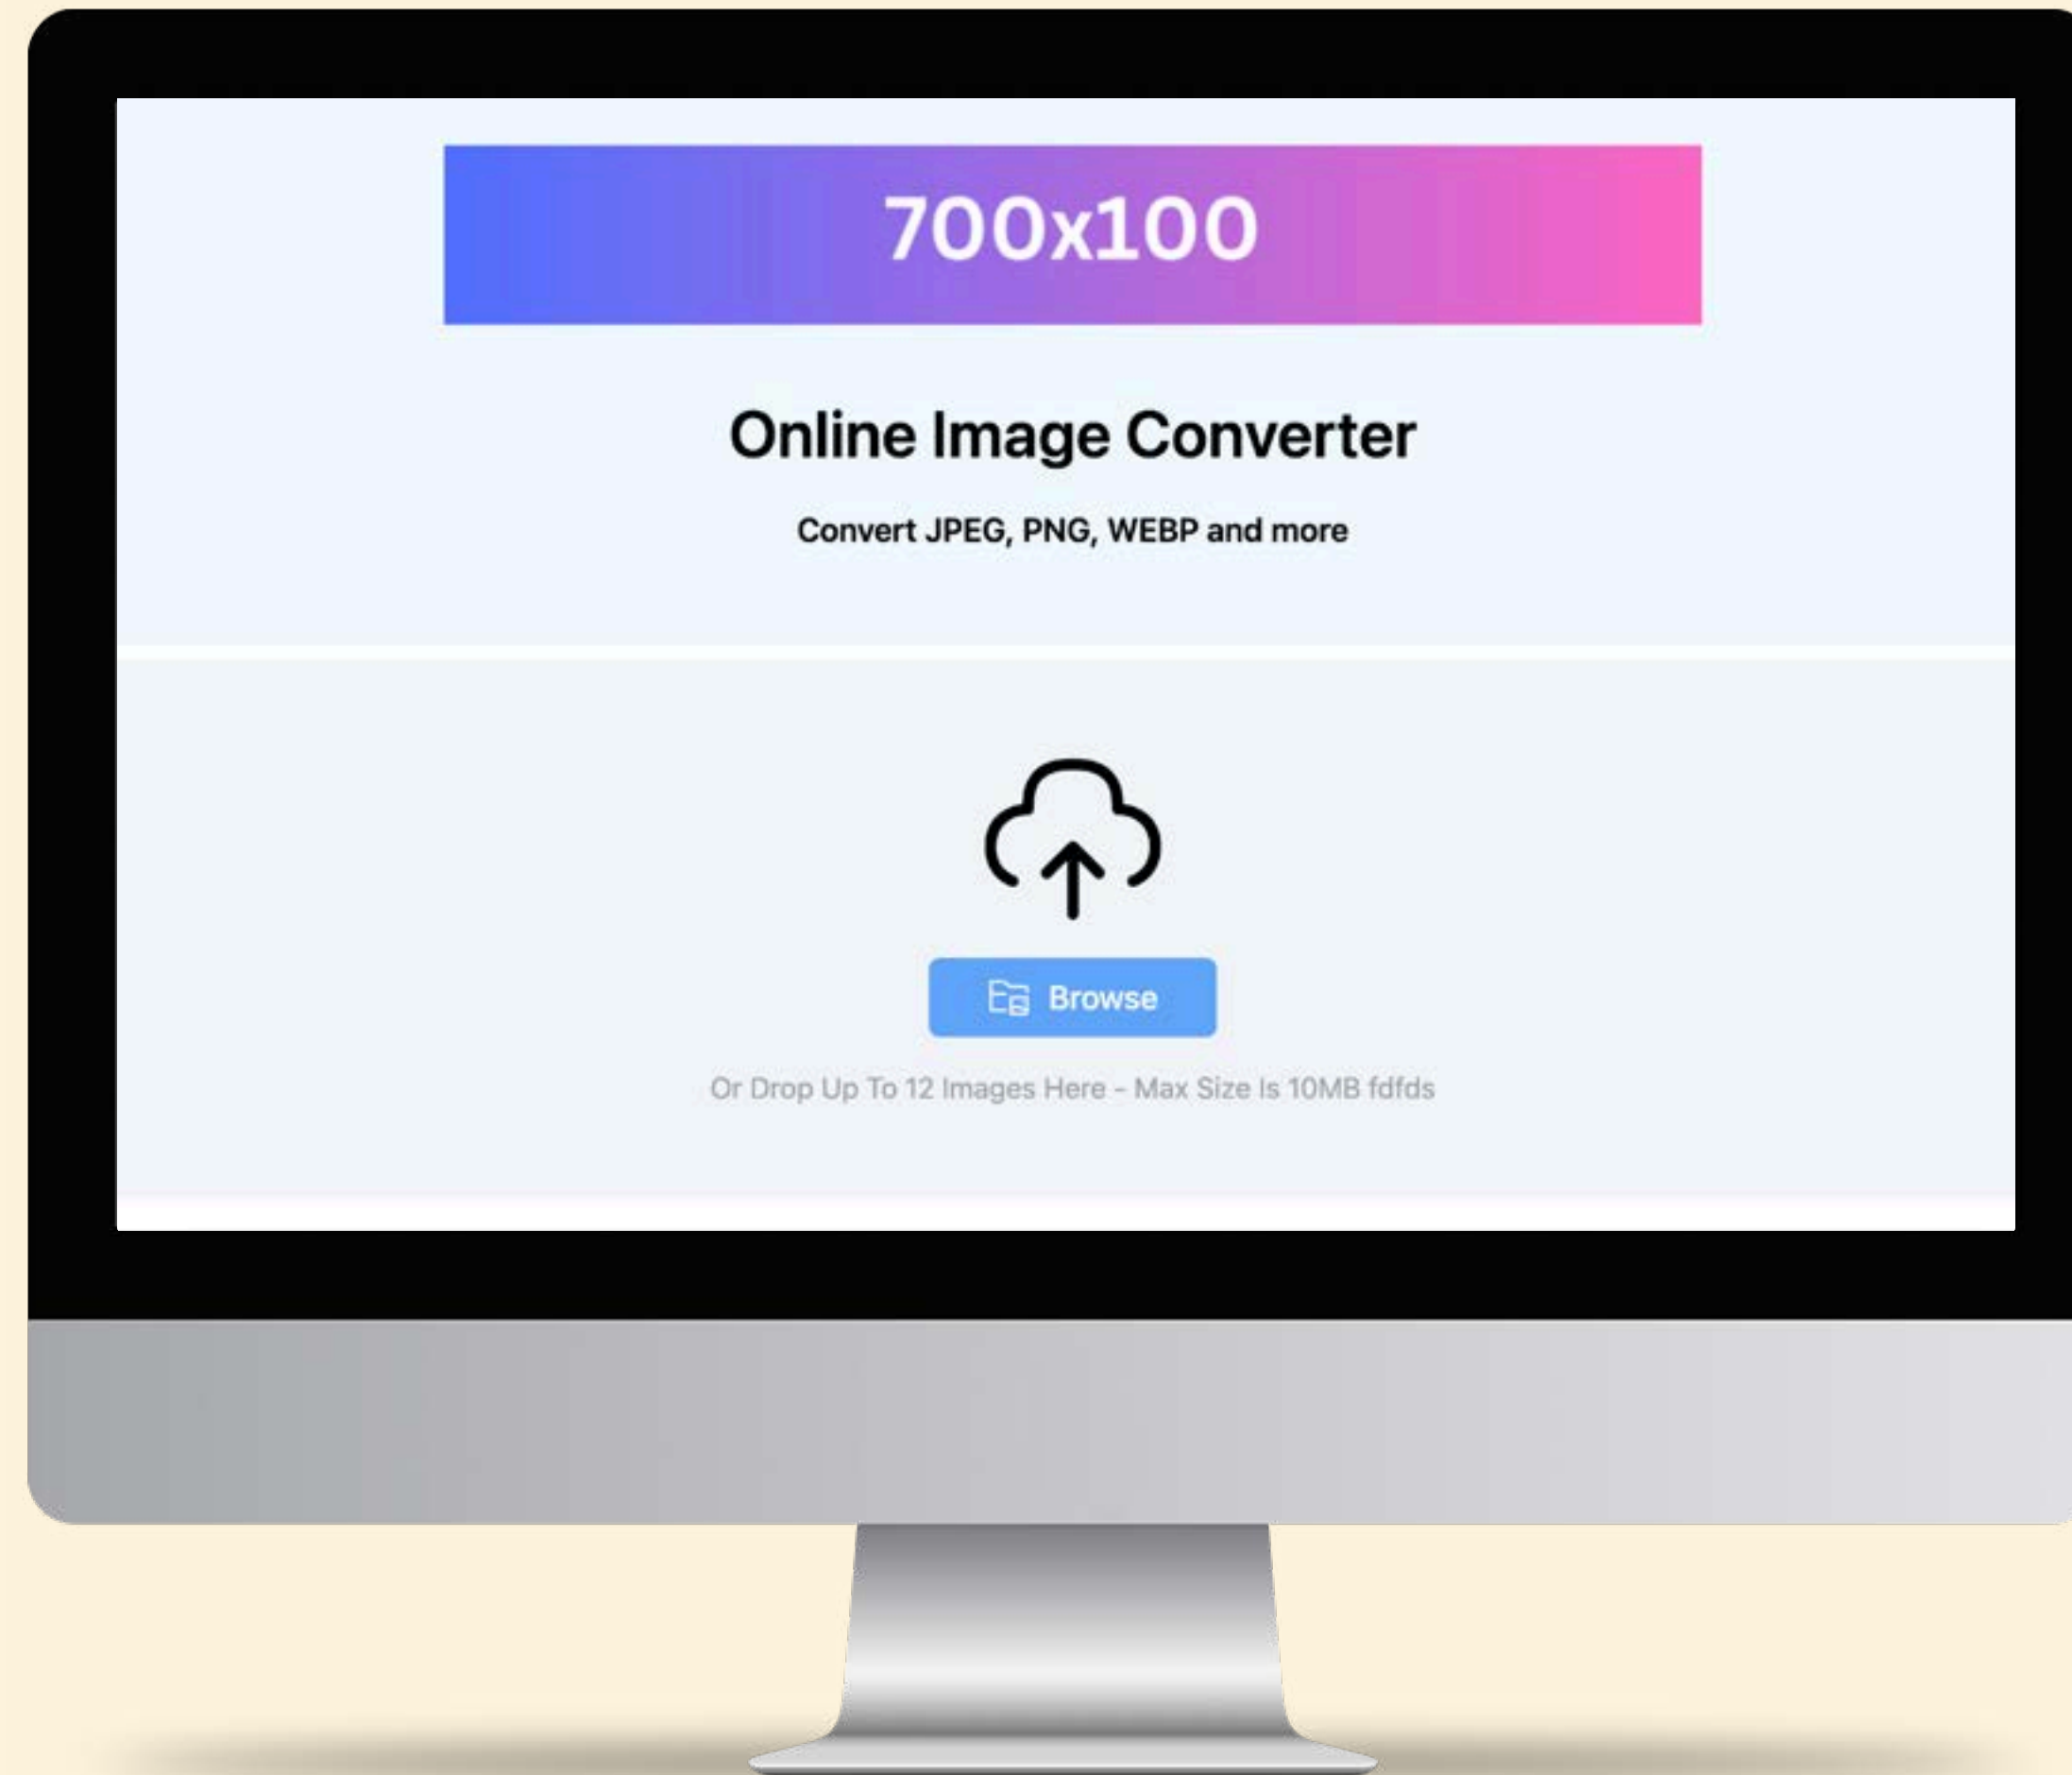 700x100
Online Image Converter
Convert JPEG, PNG, WEBP and more
Browse
Or Drop Up To 12 Images Here - Max Size Is 10MB fdfds